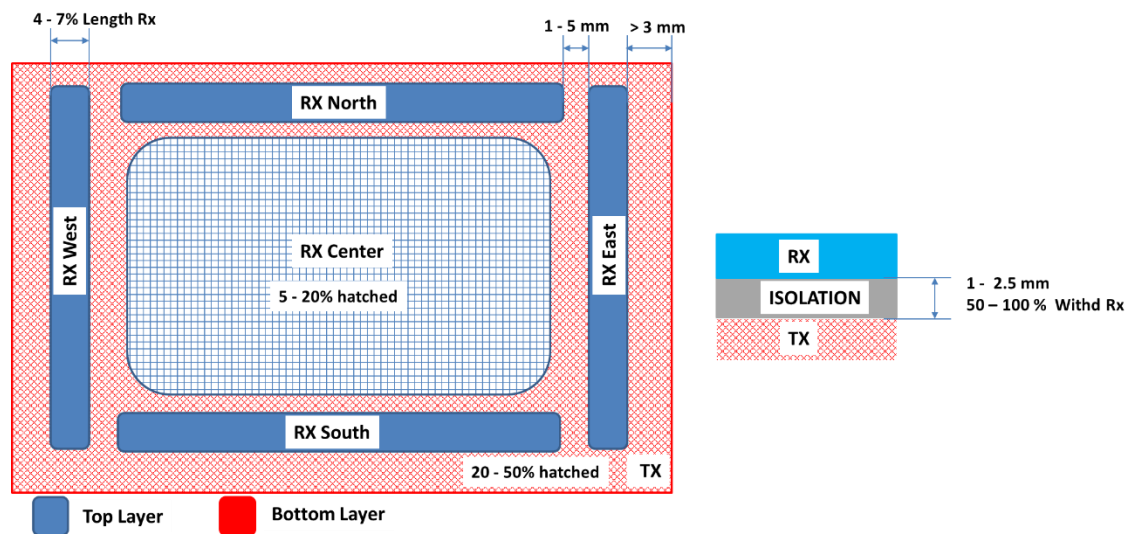 4 - 7% Length Rx
1 - 5 mm
> 3 mm
RX North
RX West
RX Center
5 - 20% hatched
RX East
RX South
20 - 50% hatched
TX
RX
ISOLATION
TX
1 - 2.5 mm
50 – 100 % Withd Rx
Top Layer
Bottom Layer